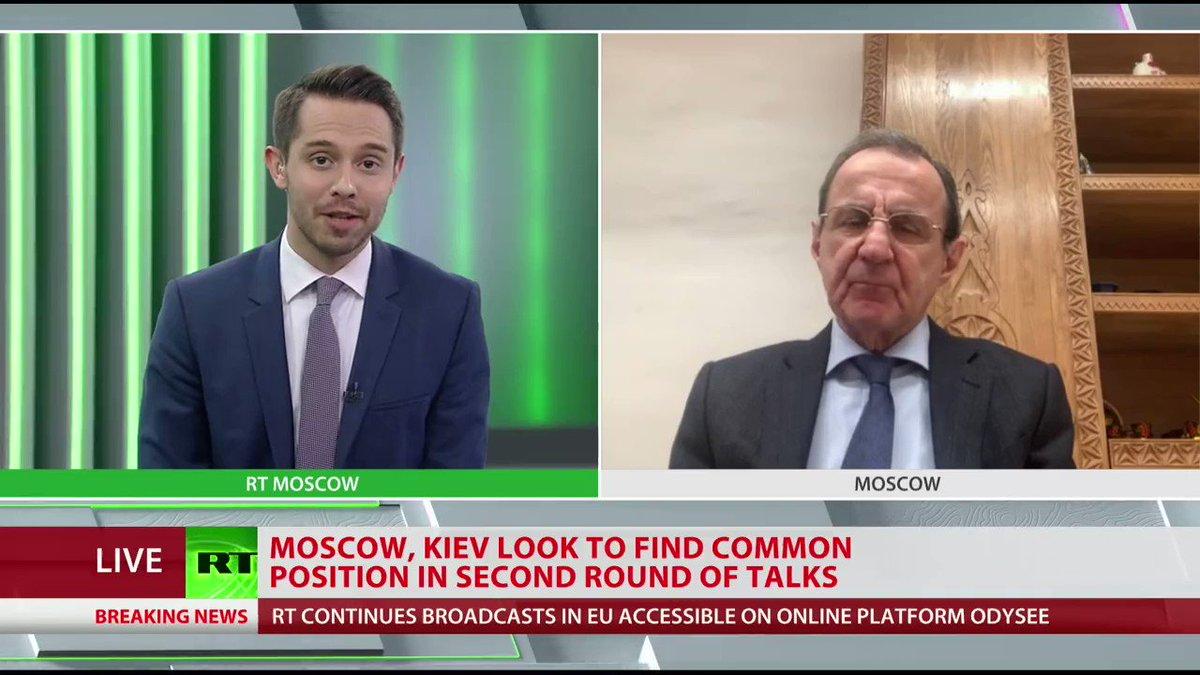 RT MOSCOW
MOSCOW
LIVE
RT
MOSCOW, KIEV LOOK TO FIND COMMON
POSITION IN SECOND ROUND OF TALKS
BREAKING NEWS
RT CONTINUES BROADCASTS IN EU ACCESSIBLE ON ONLINE PLATFORM ODYSEE